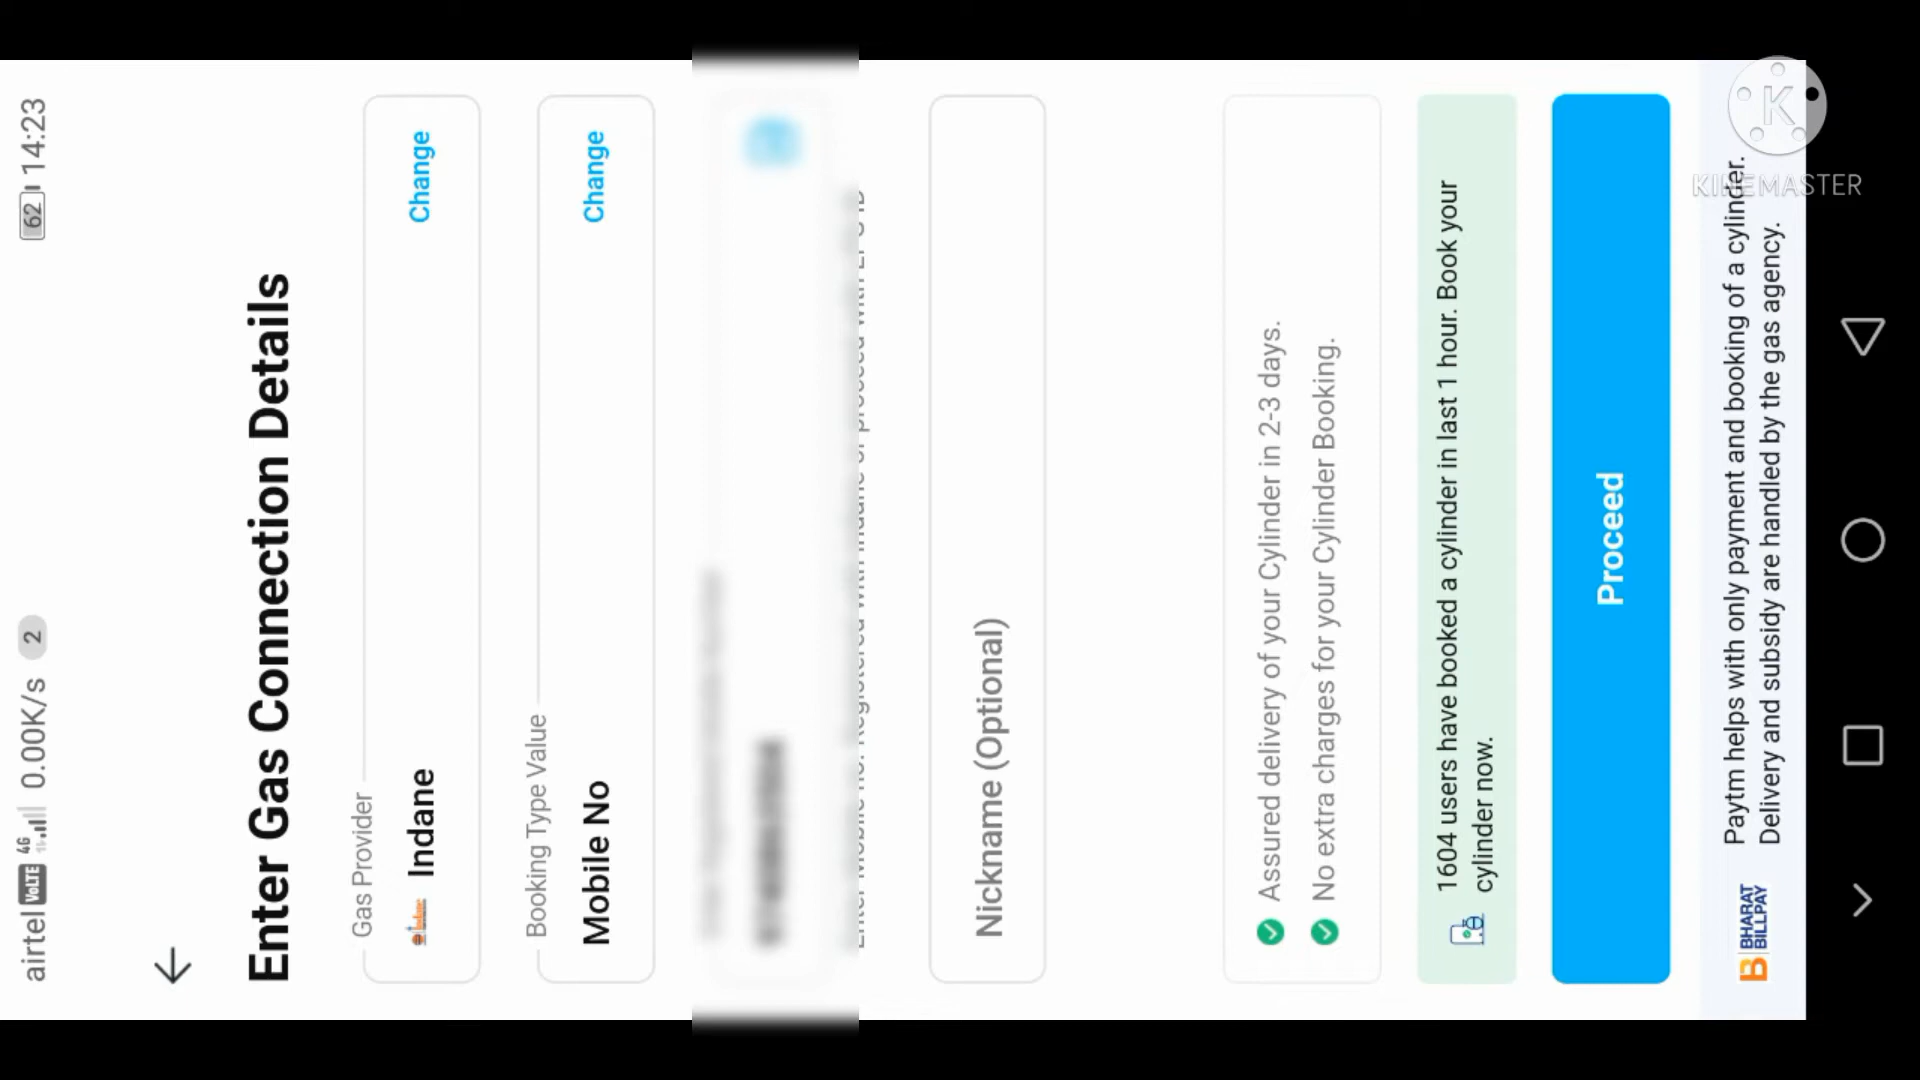 airtel VoLTE 4G 0.00K/s 2 62 14:23
Enter Gas Connection Details
Gas Provider
Indane Change
Booking Type Value
Mobile No Change
Nickname (Optional)
Assured delivery of your Cylinder in 2-3 days.
No extra charges for your Cylinder Booking.
1604 users have booked a cylinder in last 1 hour. Book your
cylinder now.
Proceed
BHARAT
BILLPAY
Paytm helps with only payment and booking of a cylinder.
Delivery and subsidy are handled by the gas agency.
K
KINEMASTER